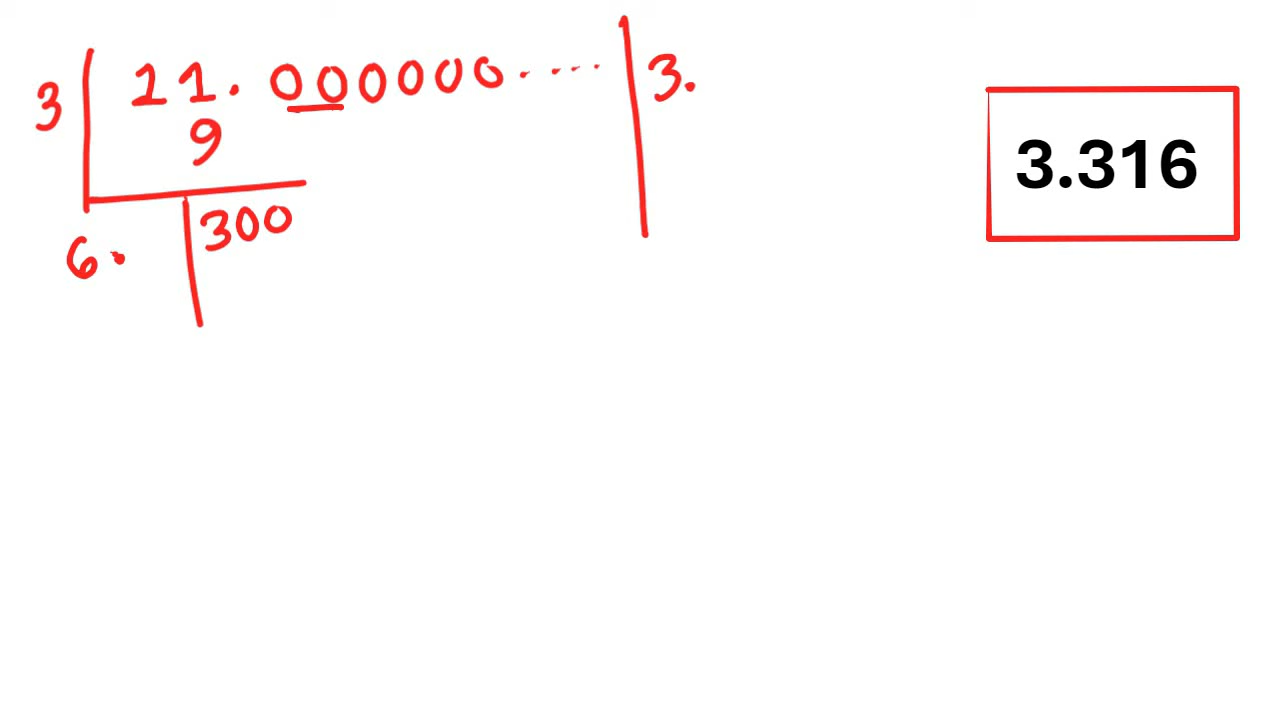 3 11.000000.... 3.
9
6. 300
3.316